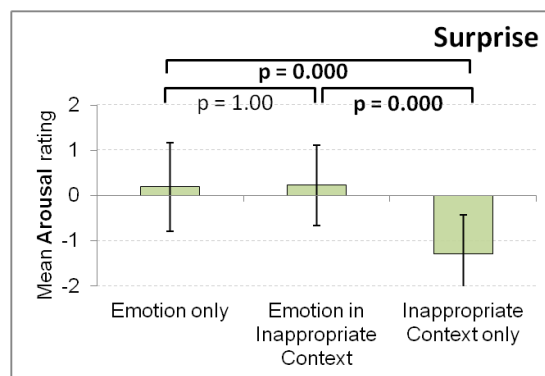 Surprise
p = 0.000
p = 1.00
p = 0.000
Mean Arousal rating
2
1
0
-1
-2
Emotion only
Emotion in
Inappropriate
Context
Inappropriate
Context only